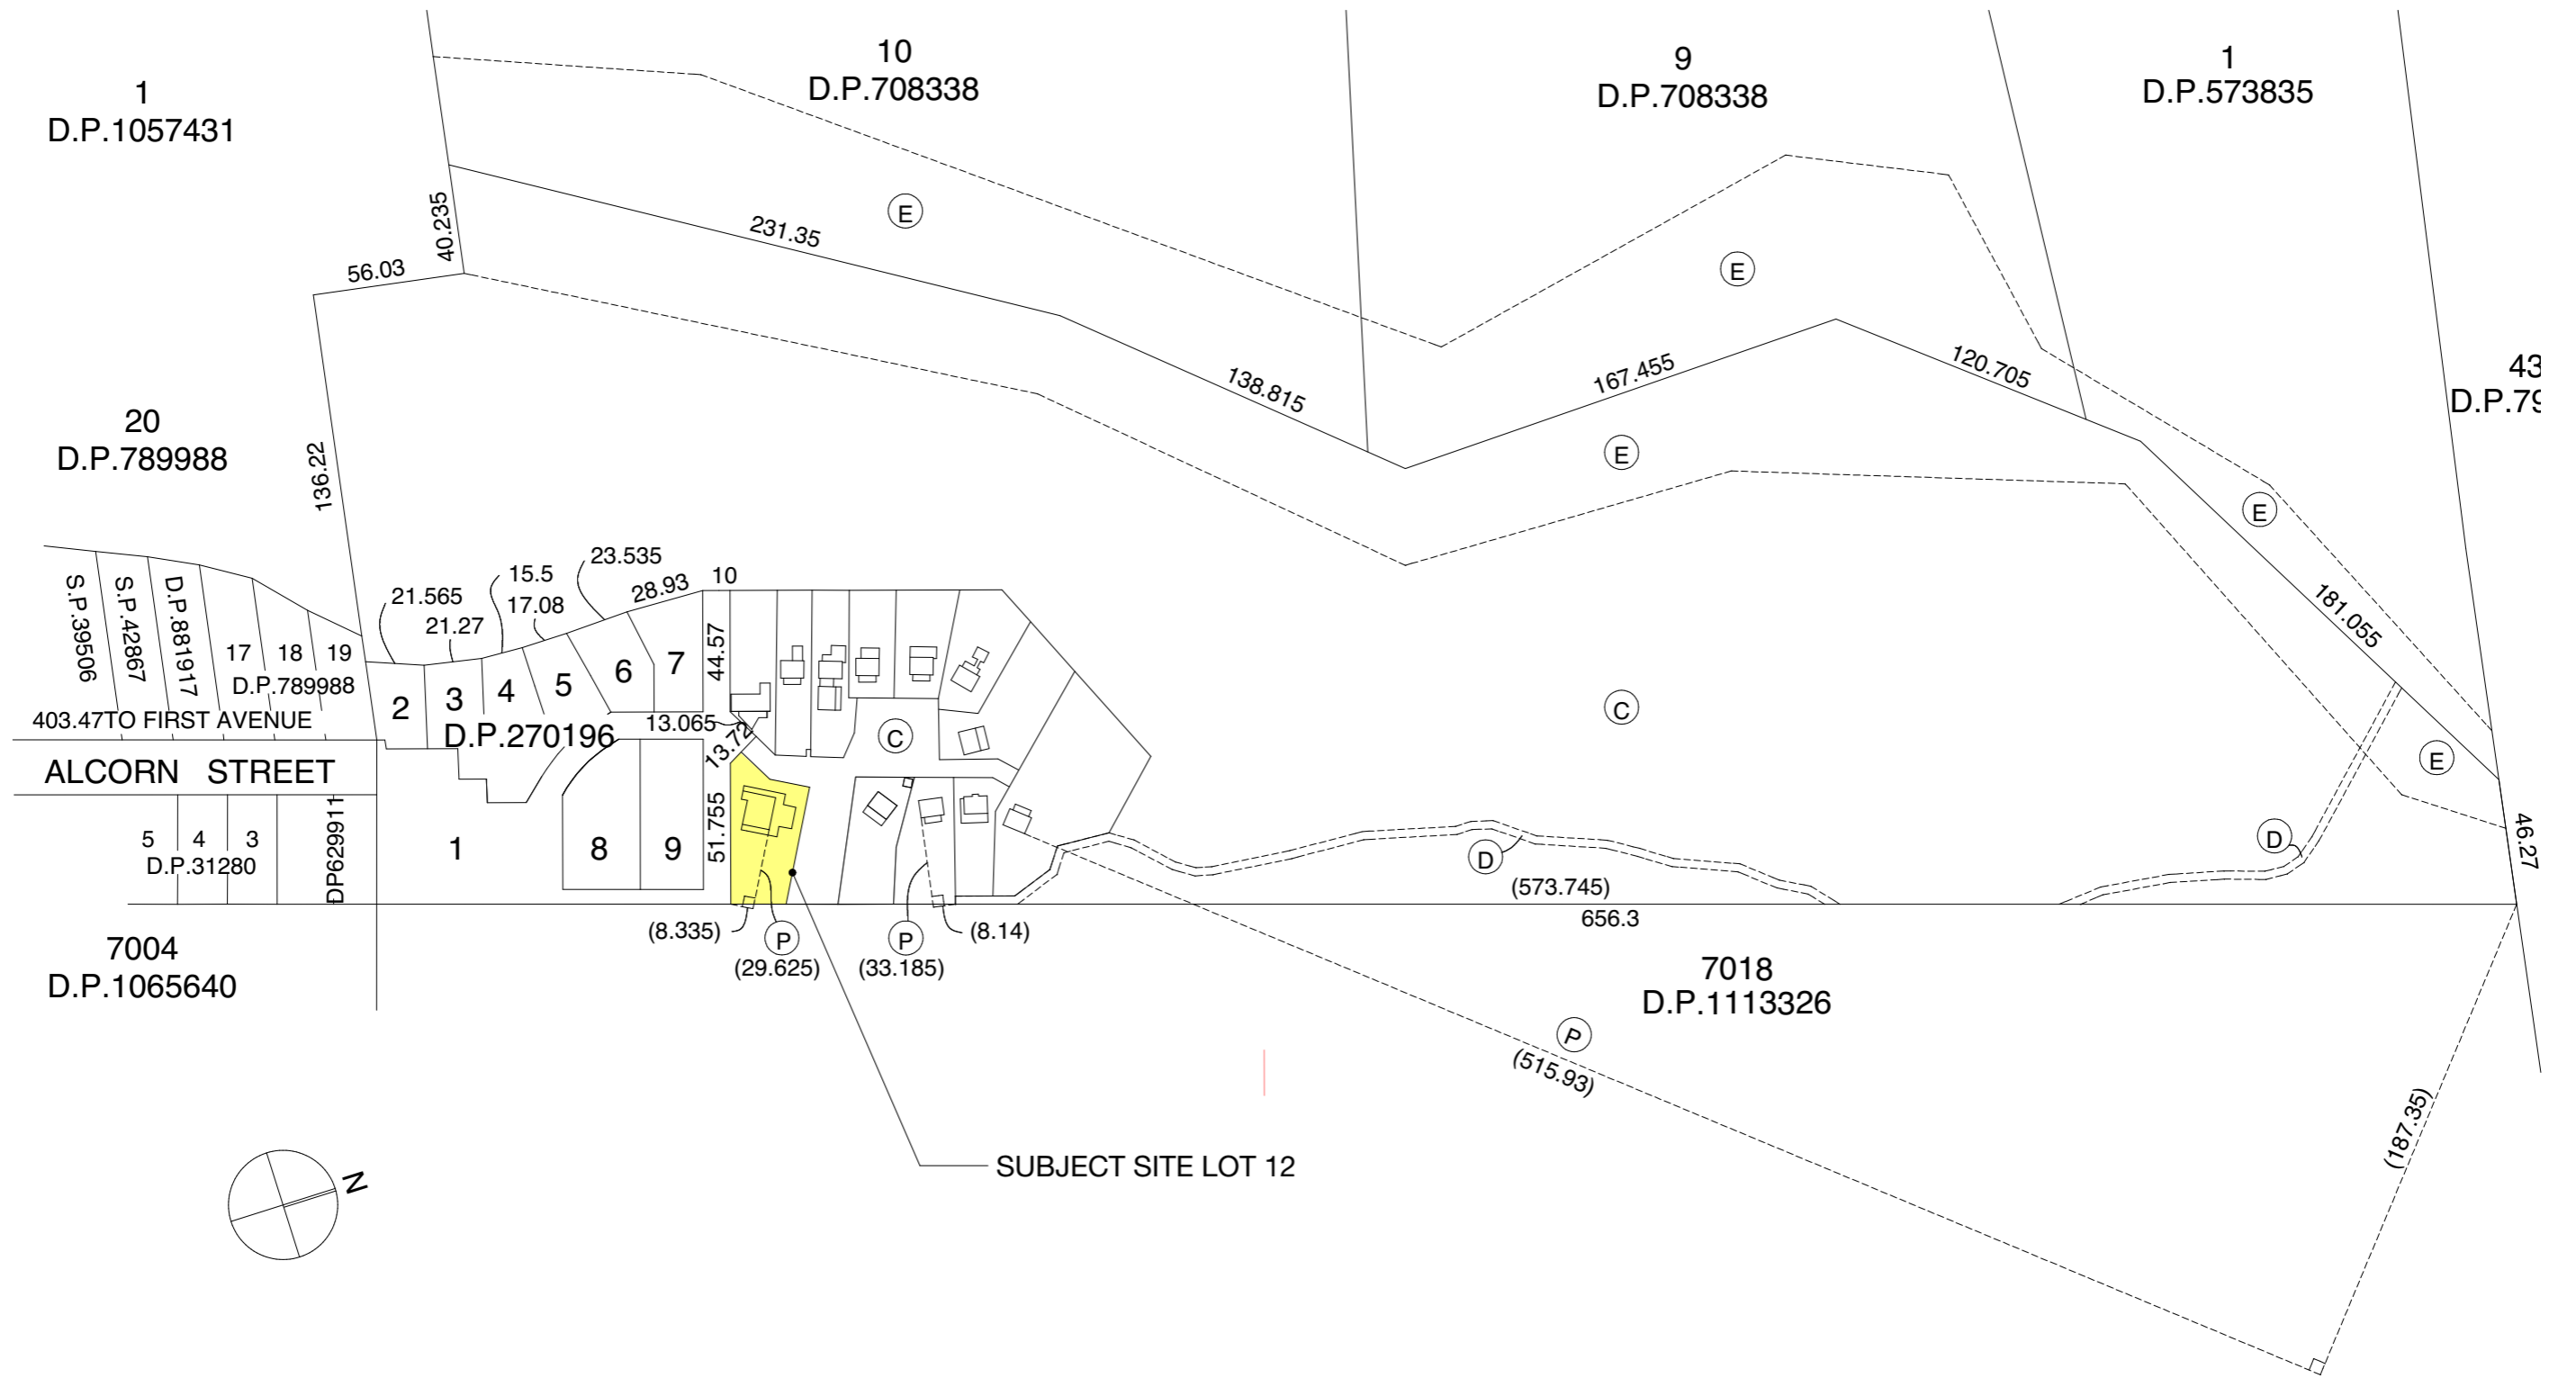 1
D.P.1057431
10
D.P.708338
9
D.P.708338
1
D.P.573835
E
40.235
231.35
56.03
E
138.815
167.455
120.705
43
D.P.79
20
D.P.789988
136.22
E
E
S.P.39506
S.P.42867
D.P.881917
17
18
19
D.P.789988
403.47TO FIRST AVENUE
21.565
21.27
15.5
17.08
23.535
28.93
10
44.57
181.055
2
3
4
5
6
7
D.P.270196
13.065
13.72
C
C
E
ALCORN STREET
5
4
3
D.P.31280
DP629911
1
8
9
51.755
D
D
46.27
(573.745)
656.3
7004
D.P.1065640
(8.335)
P
(29.625)
P
(33.185)
(8.14)
7018
D.P.1113326
P
(515.93)
(187.35)
SUBJECT SITE LOT 12
N